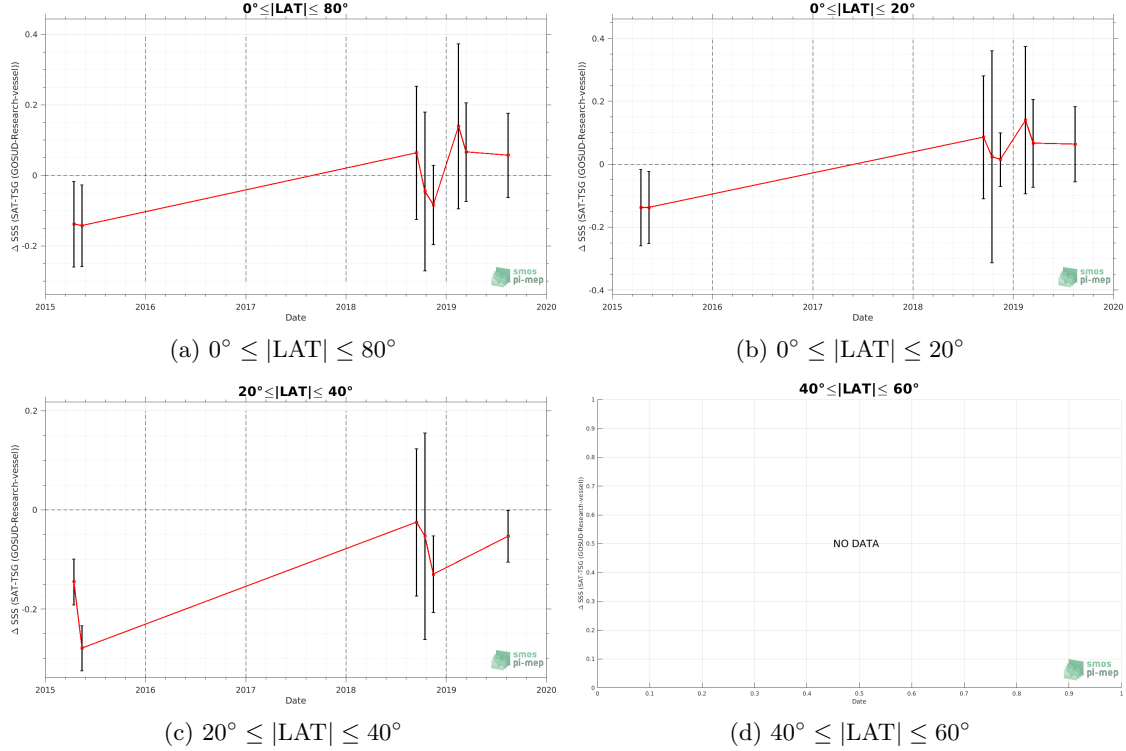 0°≤|LAT|≤ 80°
Δ SSS (SAT-TSG (GOSUD-Research-vessel))
0.4
0.2
0
-0.2
2015 2016 2017 2018 2019 2020
Date
smos
pi-mep
(a) 0° ≤ |LAT| ≤ 80°
0°≤|LAT|≤ 20°
Δ SSS (SAT-TSG (GOSUD-Research-vessel))
0.4
0.2
0
-0.2
-0.4
2015 2016 2017 2018 2019 2020
Date
smos
pi-mep
(b) 0° ≤ |LAT| ≤ 20°
20°≤|LAT|≤ 40°
Δ SSS (SAT-TSG (GOSUD-Research-vessel))
0.2
0
-0.2
2015 2016 2017 2018 2019 2020
Date
smos
pi-mep
(c) 20° ≤ |LAT| ≤ 40°
40°≤|LAT|≤ 60°
Δ SSS (SAT-TSG (GOSUD-Research-vessel))
1
0.9
0.8
0.7
0.6
0.5
0.4
0.3
0.2
0.1
0
NO DATA
0 0.1 0.2 0.3 0.4 0.5 0.6 0.7 0.8 0.9 1
Date
smos
pi-mep
(d) 40° ≤ |LAT| ≤ 60°